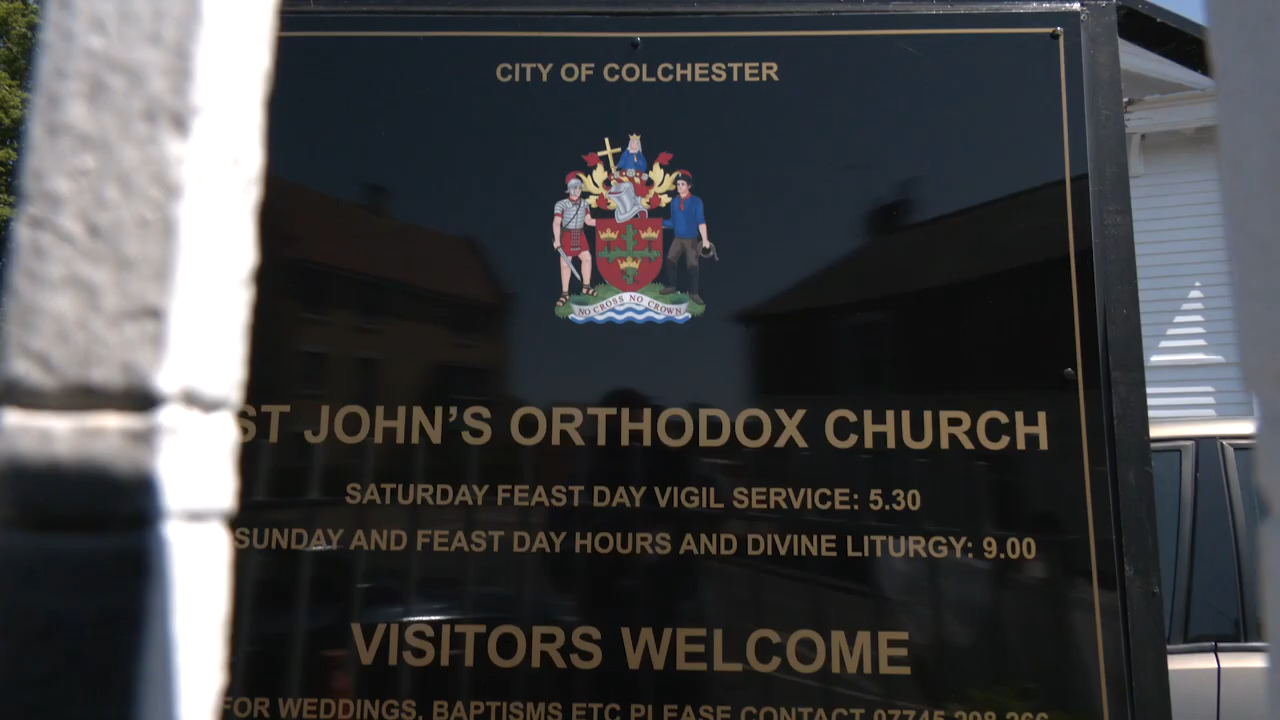 CITY OF COLCHESTER
NO CROSS NO CROWN
ST JOHN'S ORTHODOX CHURCH
SATURDAY FEAST DAY VIGIL SERVICE: 5.30
SUNDAY AND FEAST DAY HOURS AND DIVINE LITURGY: 9.00
VISITORS WELCOME
FOR WEDDINGS, BAPTISMS ETC PLEASE CONTACT 07745